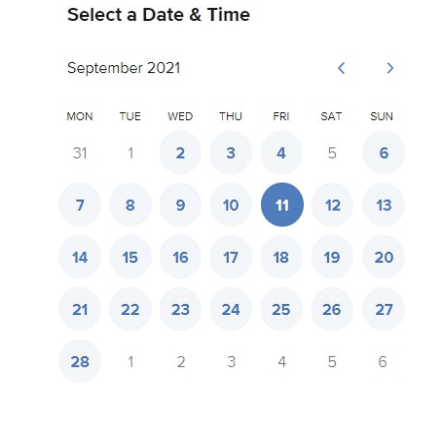 Select a Date & Time
September 2021
MON TUE WED THU FRI SAT SUN
31 1 2 3 4 5 6
7 8 9 10 11 12 13
14 15 16 17 18 19 20
21 22 23 24 25 26 27
28 1 2 3 4 5 6